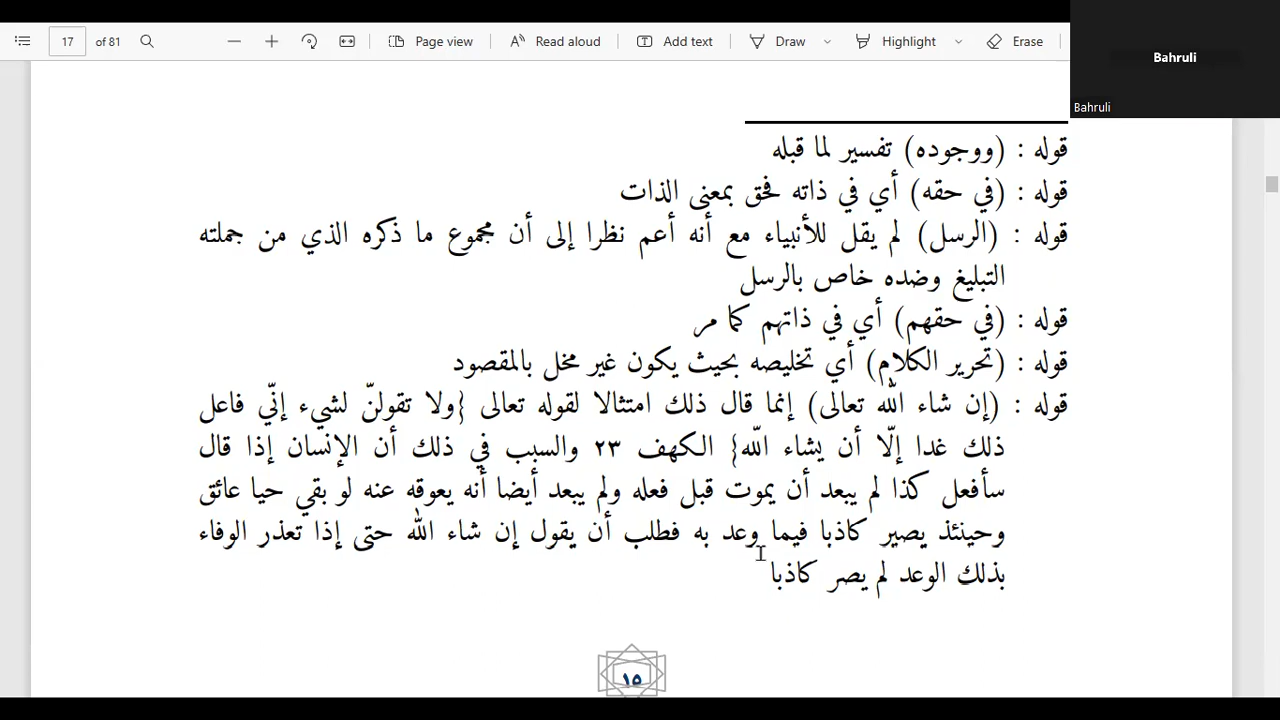 17 of 81 Page view Read aloud Add text Draw Highlight Erase
Bahruli
Bahruli
قوله : (ووجوده) تفسير لما قبله
قوله : (في حقه) أي في ذاته فحق بمعنى الذات
قوله : (الرسل) لم يقل للأنبياء مع أنه أعم نظرا إلى أن مجموع ما ذكره الذي من جملته
التبليغ وضده خاص بالرسل
قوله : (في حقهم) أي في ذاتهم كما مر
قوله : (تحرير الكلام) أي تخليصه بحيث يكون غير مخل بالمقصود
قوله : (إن شاء الله تعالى) إنما قال ذلك امتثالا لقوله تعالى {ولا تقولنّ لشيء إنّي فاعل
ذلك غدا إلّا أن يشاء اللّه} الكهف ٢٣ والسبب في ذلك أن الإنسان إذا قال
سأفعل كذا لم يبعد أن يموت قبل فعله ولم يبعد أيضا أنه يعوقه عنه لو بقي حيا عائق
وحينئذ يصير كاذبا فيما وعد به فطلب أن يقول إن شاء الله حتى إذا تعذر الوفاء
بذلك الوعد لم يصر كاذبا
١٥